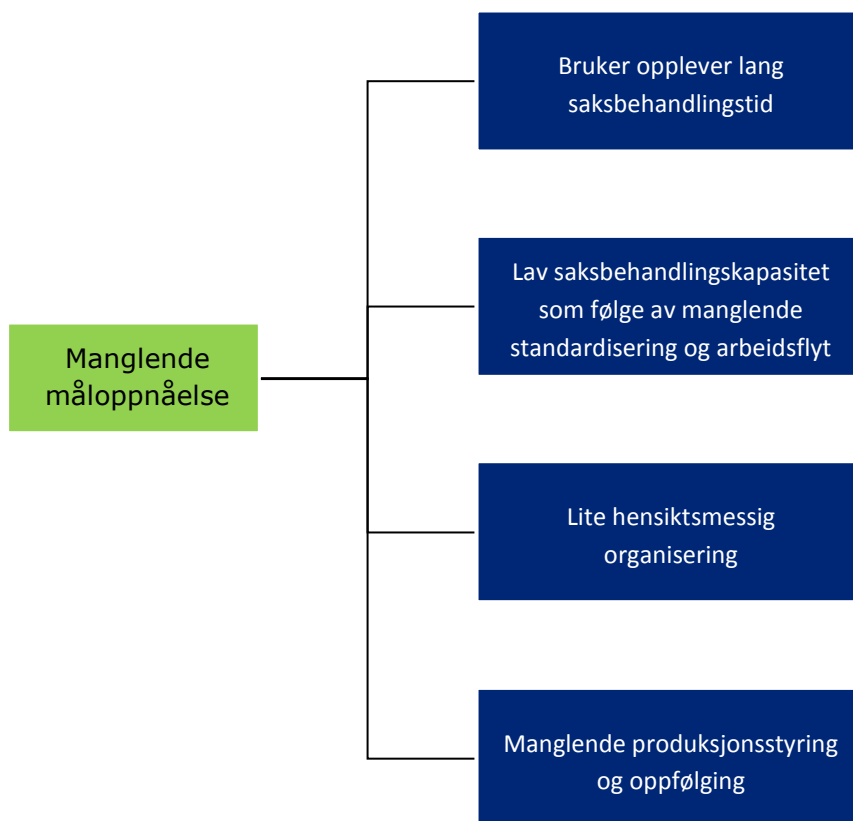 Bruker opplever lang
saksbehandlingstid
Lav saksbehandlingskapasitet
som følge av manglende
standardisering og arbeidsflyt
Manglende
måloppnåelse
Lite hensiktsmessig
organisering
Manglende produksjonsstyring
og oppfølging